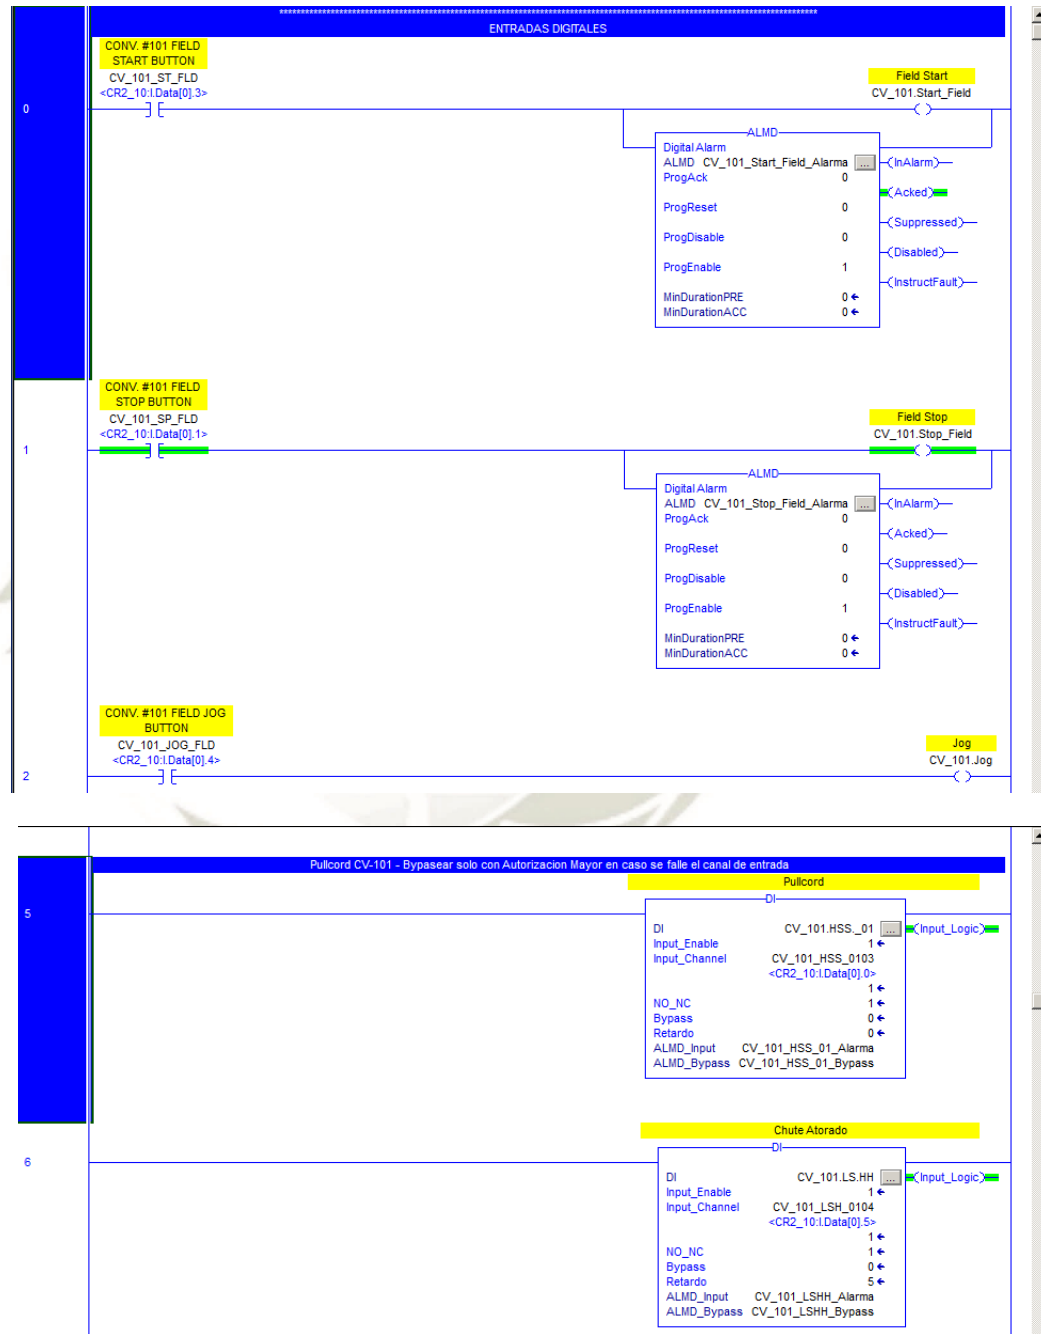 ****************************************************************************************************************************
ENTRADAS DIGITALES
CONV. #101 FIELD
START BUTTON
CV_101_ST_FLD
<CR2_10:I.Data[0].3>
Field Start
CV_101.Start_Field
0
ALMD
Digital Alarm
ALMD CV_101_Start_Field_Alarma ...
(InAlarm)
ProgAck 0
(Acked)
ProgReset 0
(Suppressed)
ProgDisable 0
(Disabled)
ProgEnable 1
(InstructFault)
MinDurationPRE 0
MinDurationACC 0
CONV. #101 FIELD
STOP BUTTON
CV_101_SP_FLD
<CR2_10:I.Data[0].1>
Field Stop
CV_101.Stop_Field
1
ALMD
Digital Alarm
ALMD CV_101_Stop_Field_Alarma ...
(InAlarm)
ProgAck 0
(Acked)
ProgReset 0
(Suppressed)
ProgDisable 0
(Disabled)
ProgEnable 1
(InstructFault)
MinDurationPRE 0
MinDurationACC 0
CONV. #101 FIELD JOG
BUTTON
CV_101_JOG_FLD
<CR2_10:I.Data[0].4>
Jog
CV_101.Jog
2
Pullcord CV-101 - Bypasear solo con Autorizacion Mayor en caso se falle el canal de entrada
Pullcord
5
DI
DI CV_101.HSS._01 ... (Input_Logic)
Input_Enable 1
Input_Channel CV_101_HSS_0103
<CR2_10:I.Data[0].0>
1
NO_NC 1
Bypass 0
Retardo 0
ALMD_Input CV_101_HSS_01_Alarma
ALMD_Bypass CV_101_HSS_01_Bypass
Chute Atorado
6
DI
DI CV_101.LS.HH ... (Input_Logic)
Input_Enable 1
Input_Channel CV_101_LSH_0104
<CR2_10:I.Data[0].5>
1
NO_NC 1
Bypass 0
Retardo 5
ALMD_Input CV_101_LSHH_Alarma
ALMD_Bypass CV_101_LSHH_Bypass